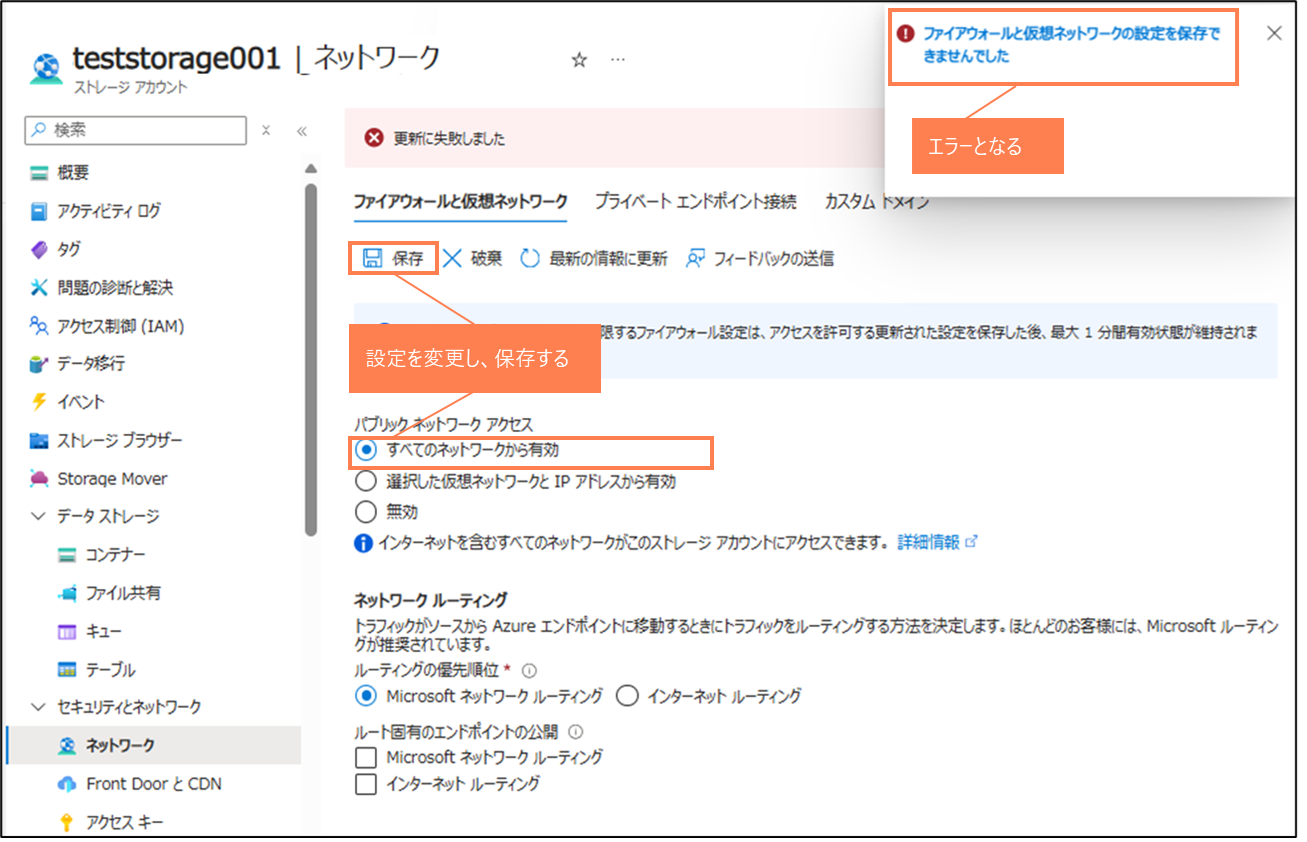 teststorage001 | ネットワーク
ストレージ アカウント
ファイアウォールと仮想ネットワークの設定を保存で
きませんでした
エラーとなる
検索
概要
アクティビティ ログ
タグ
問題の診断と解決
アクセス制御 (IAM)
データ移行
イベント
ストレージ ブラウザー
Storage Mover
データ ストレージ
コンテナー
ファイル共有
キュー
テーブル
セキュリティとネットワーク
ネットワーク
Front Door と CDN
アクセス キー
更新に失敗しました
ファイアウォールと仮想ネットワーク
プライベート エンドポイント接続
カスタム ドメイン
保存
破棄
最新の情報に更新
フィードバックの送信
限するファイアウォール設定は、アクセスを許可する更新された設定を保存した後、最大 1 分間有効状態が維持されま
設定を変更し、保存する
パブリック ネットワーク アクセス
すべてのネットワークから有効
選択した仮想ネットワークと IP アドレスから有効
無効
インターネットを含むすべてのネットワークがこのストレージ アカウントにアクセスできます。 詳細情報
ネットワーク ルーティング
トラフィックがソースから Azure エンドポイントに移動するときにトラフィックをルーティングする方法を決定します。ほとんどのお客様には、Microsoft ルーティン
グが推奨されています。
ルーティングの優先順位 *
Microsoft ネットワーク ルーティング
インターネット ルーティング
ルート固有のエンドポイントの公開
Microsoft ネットワーク ルーティング
インターネット ルーティング